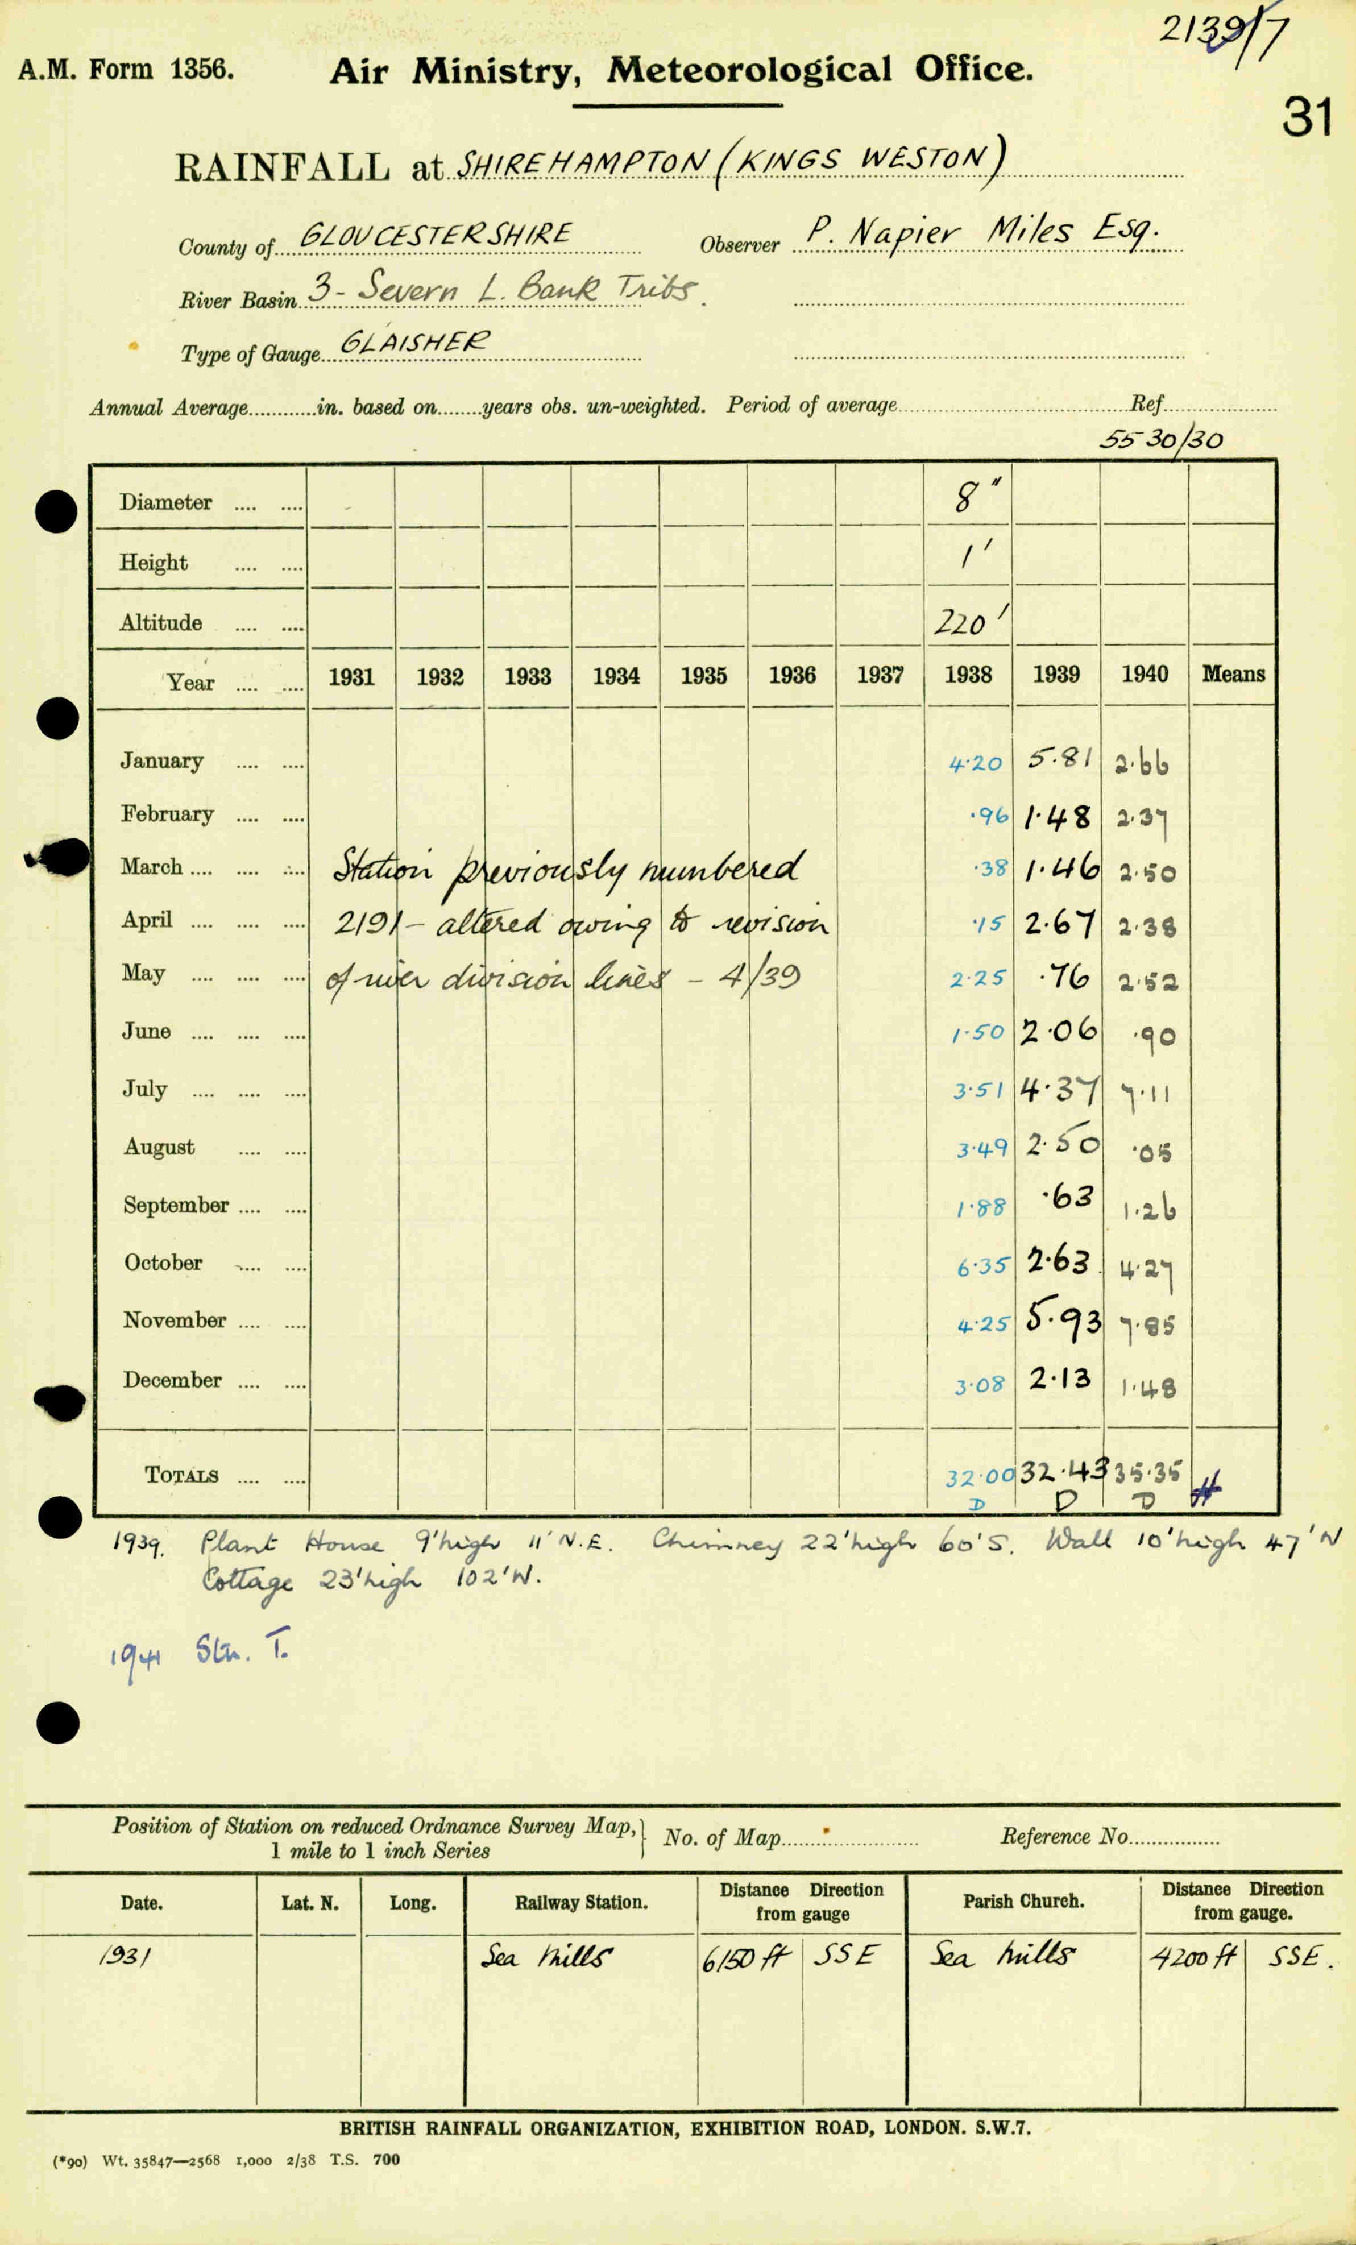 2139/7
A.M. Form 1356. Air Ministry, Meteorological Office.
31
RAINFALL at SHIREHAMPTON (KINGS WESTON)
County of GLOUCESTERSHIRE Observer P. Napier Miles Esq.
River Basin 3- Severn L. Bank Tribs.
Type of Gauge GLAISHER
Annual Average............in. based on........years obs. un-weighted. Period of average........ Ref........
5530/30
Diameter .... .... 8"
Height .... .... 1'
Altitude .... .... 220'
Year .... .... 1931 1932 1933 1934 1935 1936 1937 1938 1939 1940 Means
January .... .... 4.20 5.81 2.66
February .... .... .96 1.48 2.37
March .... .... .... Station previously numbered .38 1.46 2.50
April .... .... .... 2191 - altered owing to revision .15 2.67 2.38
May .... .... .... of river division lines - 4/39 2.25 .76 2.52
June .... .... .... 1.50 2.06 .90
July .... .... .... 3.51 4.37 7.11
August .... .... 3.49 2.50 .05
September .... .... 1.88 .63 1.26
October .... .... 6.35 2.63 4.27
November .... .... 4.25 5.93 7.85
December .... .... 3.08 2.13 1.48
TOTALS .... .... 32.00 32.43 35.35
D D D
1939. Plant House 9' high 11' N.E. Chimney 22' high 60' S. Wall 10' high 47' N
Cottage 23' high 102' W.
1941 Stn. T.
Position of Station on reduced Ordnance Survey Map, } No. of Map........ Reference No........
1 mile to 1 inch Series
Date. Lat. N. Long. Railway Station. Distance Direction from gauge Parish Church. Distance Direction from gauge.
1931 Sea Mills 6150 ft SSE Sea Mills 4200 ft SSE.
BRITISH RAINFALL ORGANIZATION, EXHIBITION ROAD, LONDON. S.W.7.
(*90) Wt. 35847—2568 1,000 2/38 T.S. 700